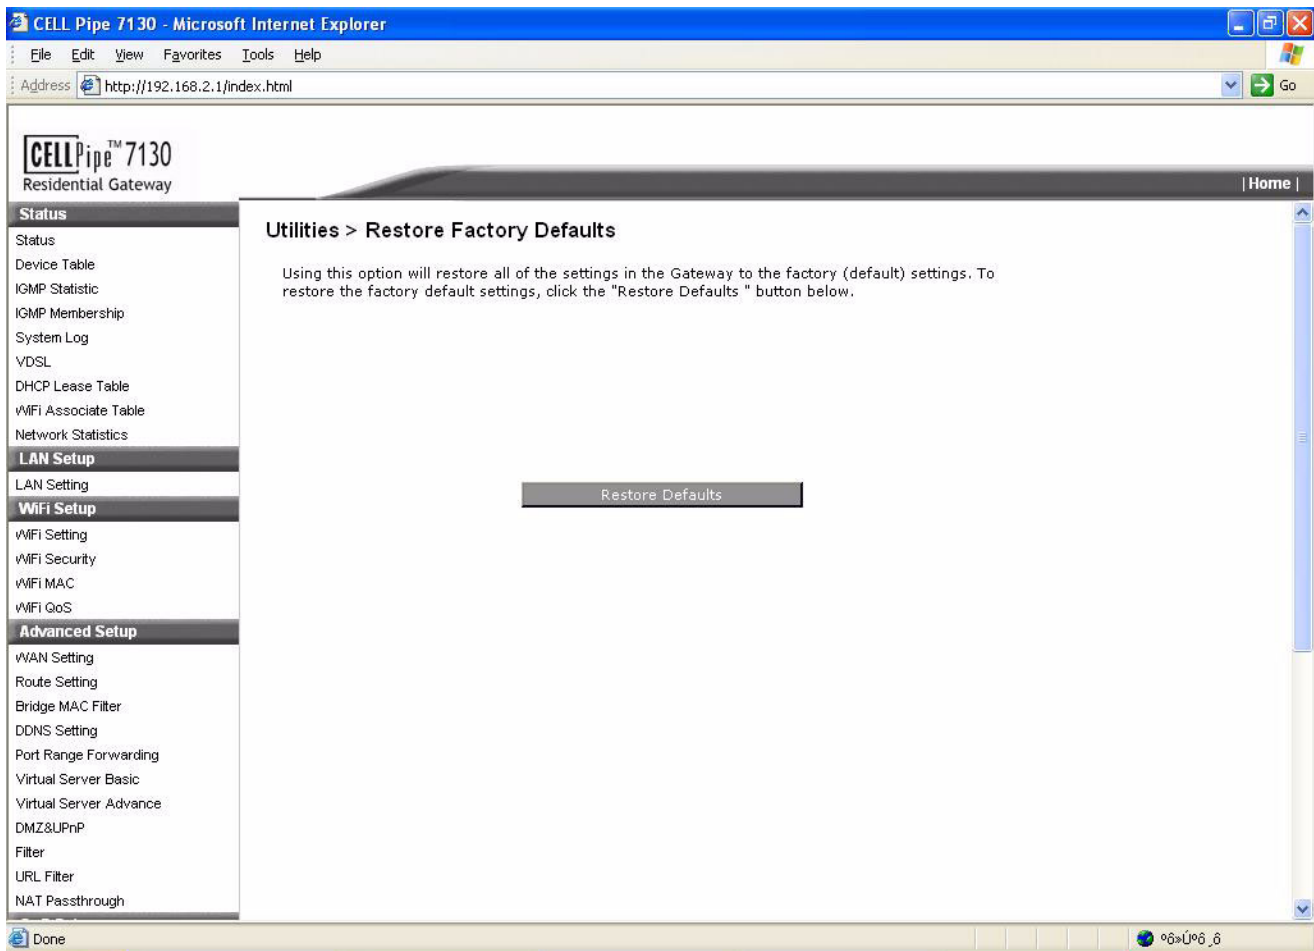 CELL Pipe 7130 - Microsoft Internet Explorer
File Edit View Favorites Tools Help
Address http://192.168.2.1/index.html Go
CELLPipe™ 7130
Residential Gateway
| Home |
Status
Status
Device Table
IGMP Statistic
IGMP Membership
System Log
VDSL
DHCP Lease Table
WiFi Associate Table
Network Statistics
LAN Setup
LAN Setting
WiFi Setup
WiFi Setting
WiFi Security
WiFi MAC
WiFi QoS
Advanced Setup
WAN Setting
Route Setting
Bridge MAC Filter
DDNS Setting
Port Range Forwarding
Virtual Server Basic
Virtual Server Advance
DMZ&UPnP
Filter
URL Filter
NAT Passthrough
Utilities > Restore Factory Defaults
Using this option will restore all of the settings in the Gateway to the factory (default) settings. To
restore the factory default settings, click the "Restore Defaults " button below.
Restore Defaults
Done